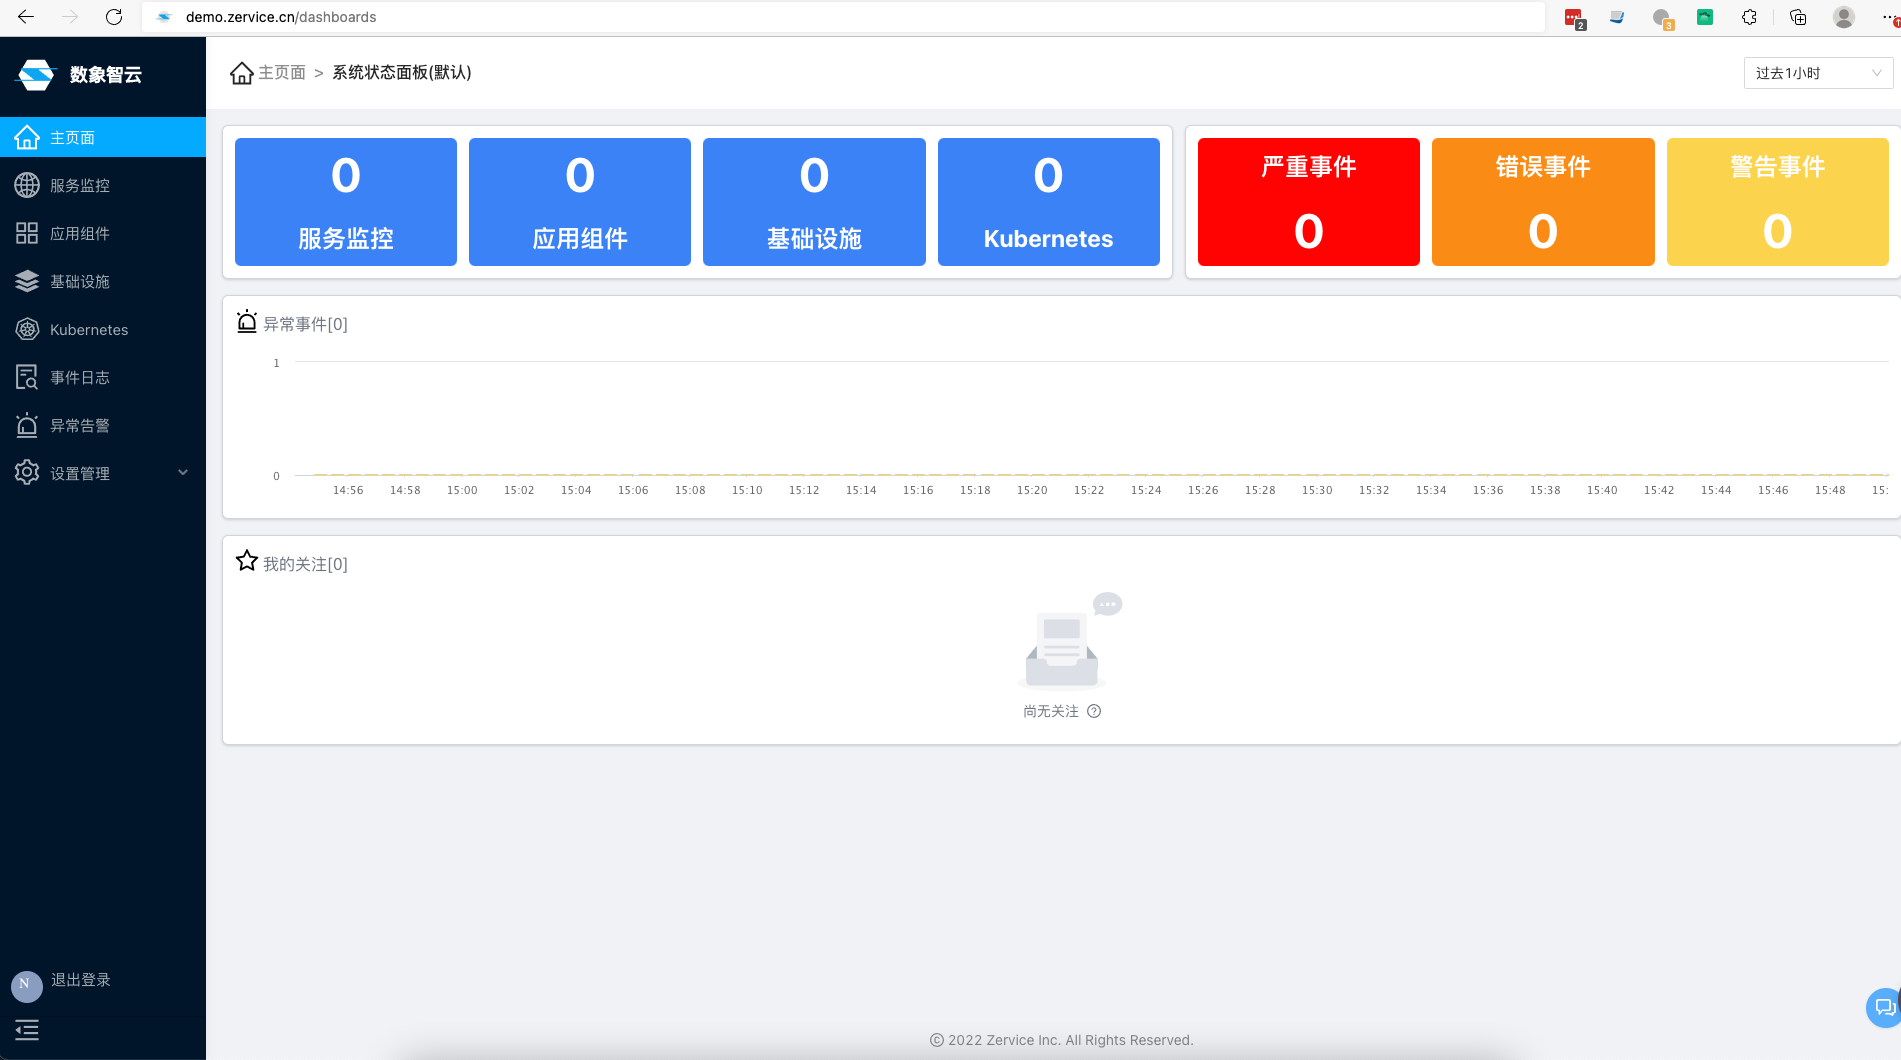 demo.zervice.cn/dashboards
2
3
1
数象智云
主页面
服务监控
应用组件
基础设施
Kubernetes
事件日志
异常告警
设置管理
N
退出登录
主页面 > 系统状态面板(默认)
过去1小时
0
服务监控
0
应用组件
0
基础设施
0
Kubernetes
严重事件
0
错误事件
0
警告事件
0
异常事件[0]
1
0
14:56 14:58 15:00 15:02 15:04 15:06 15:08 15:10 15:12 15:14 15:16 15:18 15:20 15:22 15:24 15:26 15:28 15:30 15:32 15:34 15:36 15:38 15:40 15:42 15:44 15:46 15:48 15:
我的关注[0]
尚无关注 ?
© 2022 Zervice Inc. All Rights Reserved.